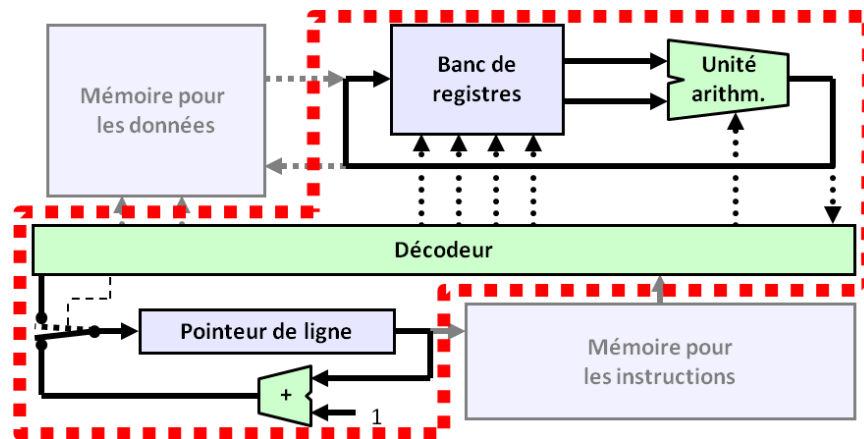 Mémoire pour
les données
Banc de
registres
Unité
arithm.
Décodeur
Pointeur de ligne
+
1
Mémoire pour
les instructions